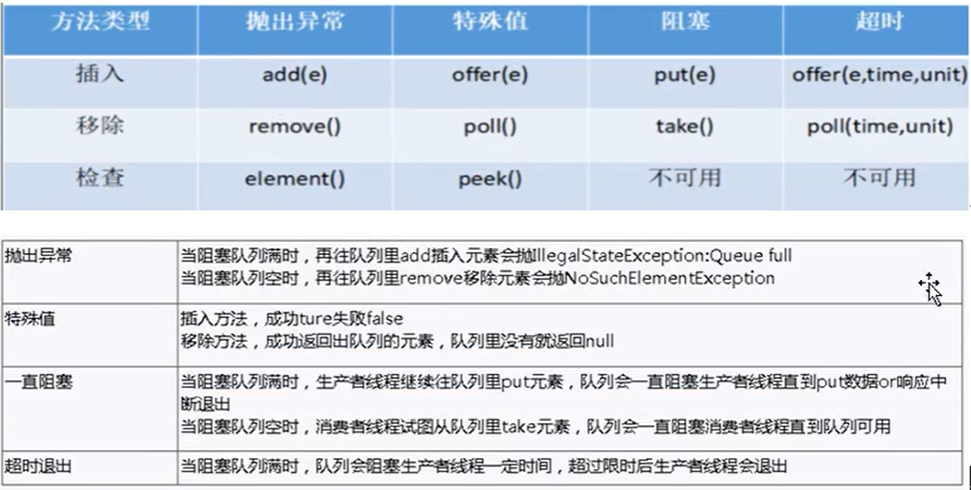 方法类型 抛出异常 特殊值 阻塞 超时
插入 add(e) offer(e) put(e) offer(e,time,unit)
移除 remove() poll() take() poll(time,unit)
检查 element() peek() 不可用 不可用
抛出异常 当阻塞队列满时，再往队列里add插入元素会抛IllegalStateException:Queue full
当阻塞队列空时，再往队列里remove移除元素会抛NoSuchElementException
特殊值 插入方法，成功ture失败false
移除方法，成功返回出队列的元素，队列里没有就返回null
一直阻塞 当阻塞队列满时，生产者线程继续往队列里put元素，队列会一直阻塞生产者线程直到put数据or响应中
断退出
当阻塞队列空时，消费者线程试图从队列里take元素，队列会一直阻塞消费者线程直到队列可用
超时退出 当阻塞队列满时，队列会阻塞生产者线程一定时间，超过限时后生产者线程会退出